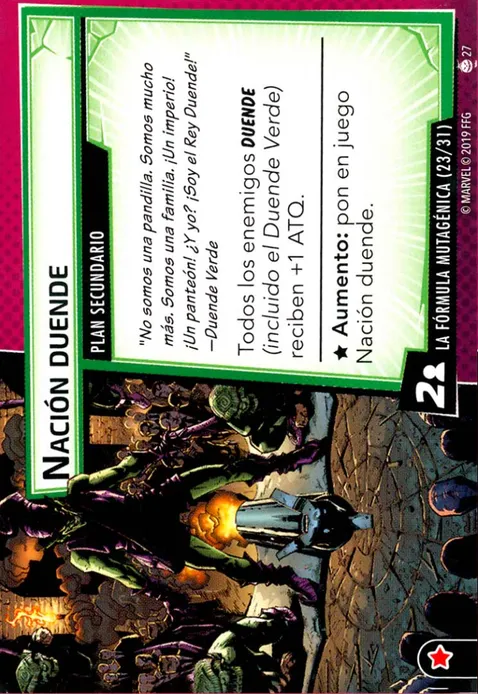 NACIÓN DUENDE
PLAN SECUNDARIO
"No somos una pandilla. Somos mucho
más. Somos una familia. ¡Un imperio!
¡Un panteón! ¿Y yo? ¡Soy el Rey Duende!"
—Duende Verde
Todos los enemigos DUENDE
(incluido el Duende Verde)
reciben +1 ATQ.
★ Aumento: pon en juego
Nación duende.
2
LA FÓRMULA MUTAGÉNICA (23/31)
© MARVEL © 2019 FFG
27